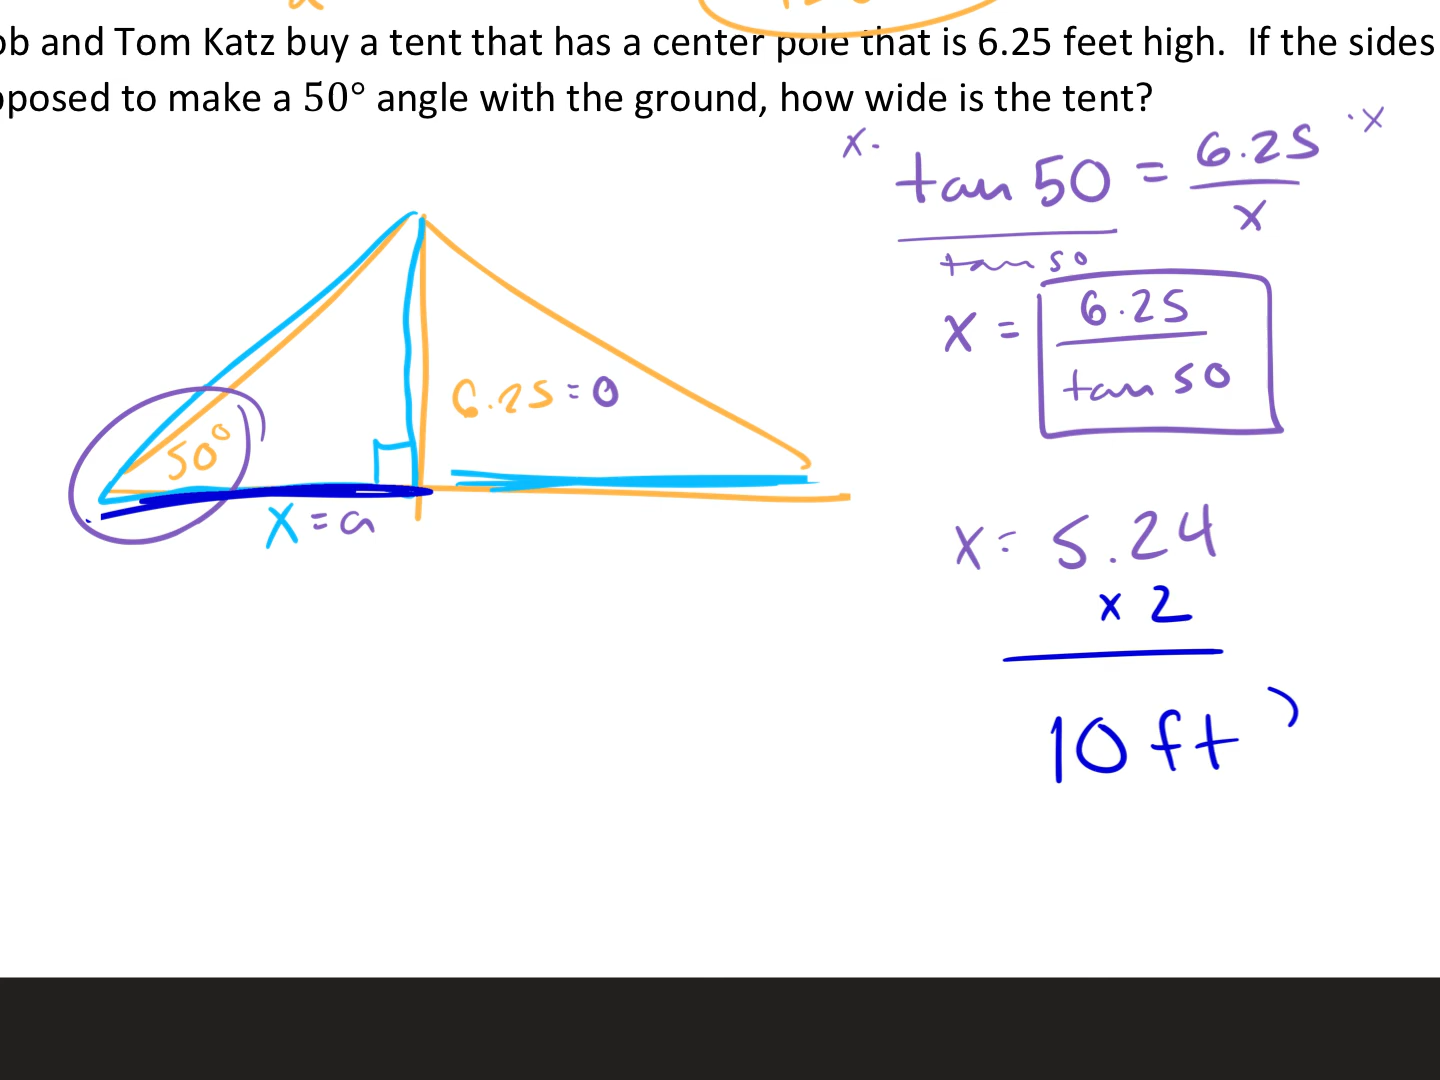 and Tom Katz buy a tent that has a center pole that is 6.25 feet high. If the sides
to make a 50° angle with the ground, how wide is the tent?
x· tan 50 = 6.25/x ·x
tan 50
x = 6.25/tan 50
6.25 = o
50°
x = a
x = 5.24
x 2
10 ft